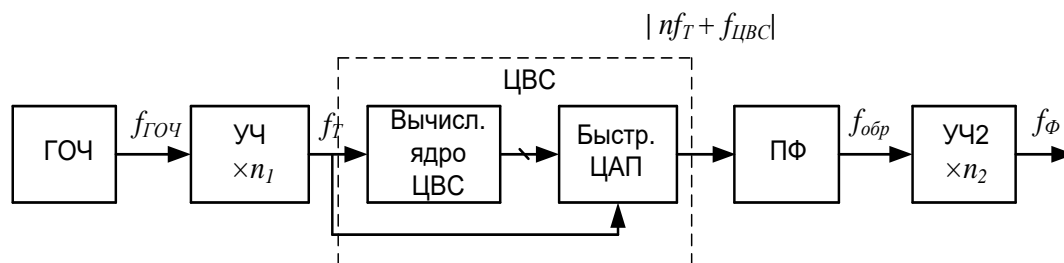 | nf_T + f_ЦВС|
ЦВС
ГОЧ
f_ГОЧ
УЧ
×n_1
f_T
Вычисл.
ядро
ЦВС
Быстр.
ЦАП
ПФ
f_обр
УЧ2
×n_2
f_Ф